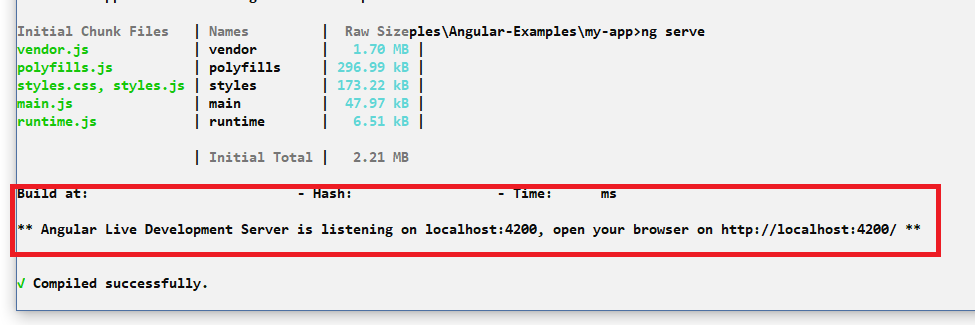 Initial Chunk Files | Names | Raw Sizeples\Angular-Examples\my-app>ng serve
vendor.js | vendor | 1.70 MB |
polyfills.js | polyfills | 296.99 kB |
styles.css, styles.js | styles | 173.22 kB |
main.js | main | 47.97 kB |
runtime.js | runtime | 6.51 kB |
| Initial Total | 2.21 MB
Build at: - Hash: - Time: ms
** Angular Live Development Server is listening on localhost:4200, open your browser on http://localhost:4200/ **
√ Compiled successfully.